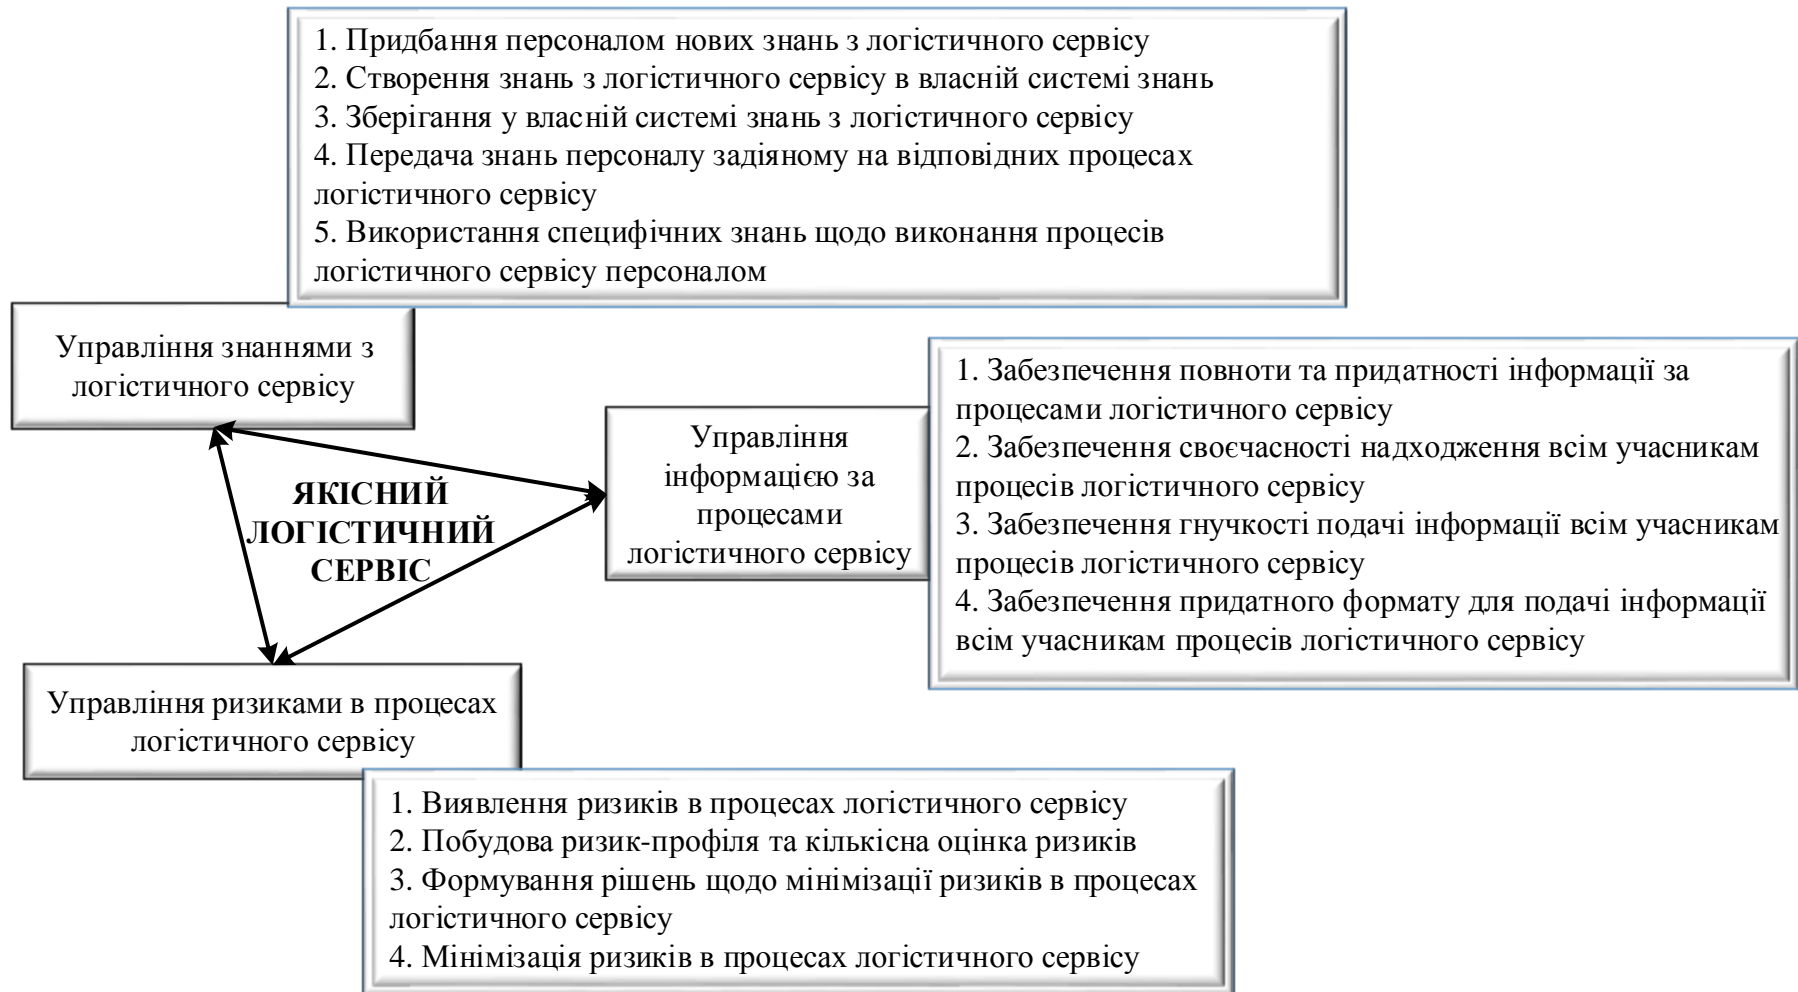 1. Придбання персоналом нових знань з логістичного сервісу
2. Створення знань з логістичного сервісу в власній системі знань
3. Зберігання у власній системі знань з логістичного сервісу
4. Передача знань персоналу задіяному на відповідних процесах
логістичного сервісу
5. Використання специфічних знань щодо виконання процесів
логістичного сервісу персоналом
Управління знаннями з
логістичного сервісу
Управління
інформацією за
процесами
логістичного сервісу
1. Забезпечення повноти та придатності інформації за
процесами логістичного сервісу
2. Забезпечення своєчасності надходження всім учасникам
процесів логістичного сервісу
3. Забезпечення гнучкості подачі інформації всім учасникам
процесів логістичного сервісу
4. Забезпечення придатного формату для подачі інформації
всім учасникам процесів логістичного сервісу
ЯКІСНИЙ
ЛОГІСТИЧНИЙ
СЕРВІС
Управління ризиками в процесах
логістичного сервісу
1. Виявлення ризиків в процесах логістичного сервісу
2. Побудова ризик-профіля та кількісна оцінка ризиків
3. Формування рішень щодо мінімізації ризиків в процесах
логістичного сервісу
4. Мінімізація ризиків в процесах логістичного сервісу